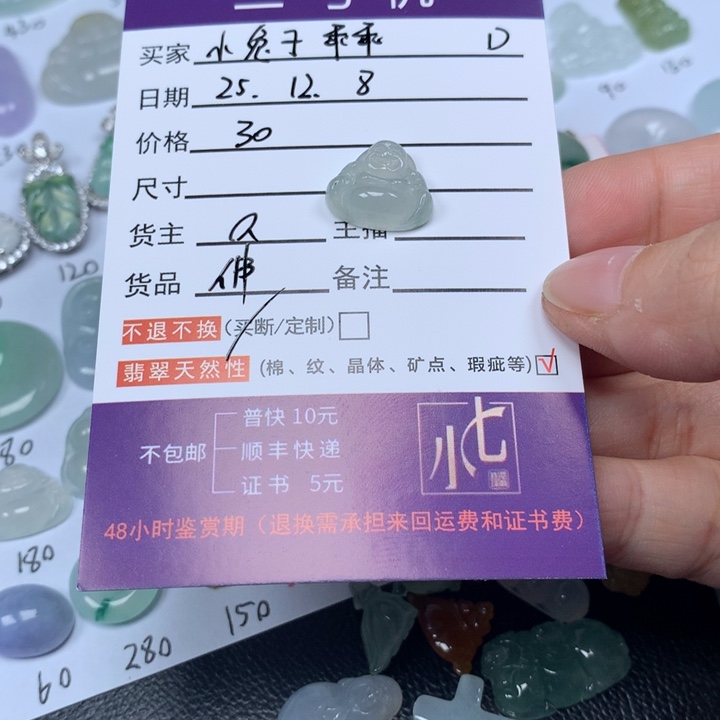 买家 小兔子乖乖 D
日期 25. 12. 8
价格 30
尺寸
货主 Q 主播
货品 佛 备注
不退不换(买断/定制)
翡翠天然性 (棉、纹、晶体、矿点、瑕疵等) √
普快 10元
不包邮 顺丰快递
证书 5元
小七
48小时鉴赏期（退换需承担来回运费和证书费）
120
180
150
280
60